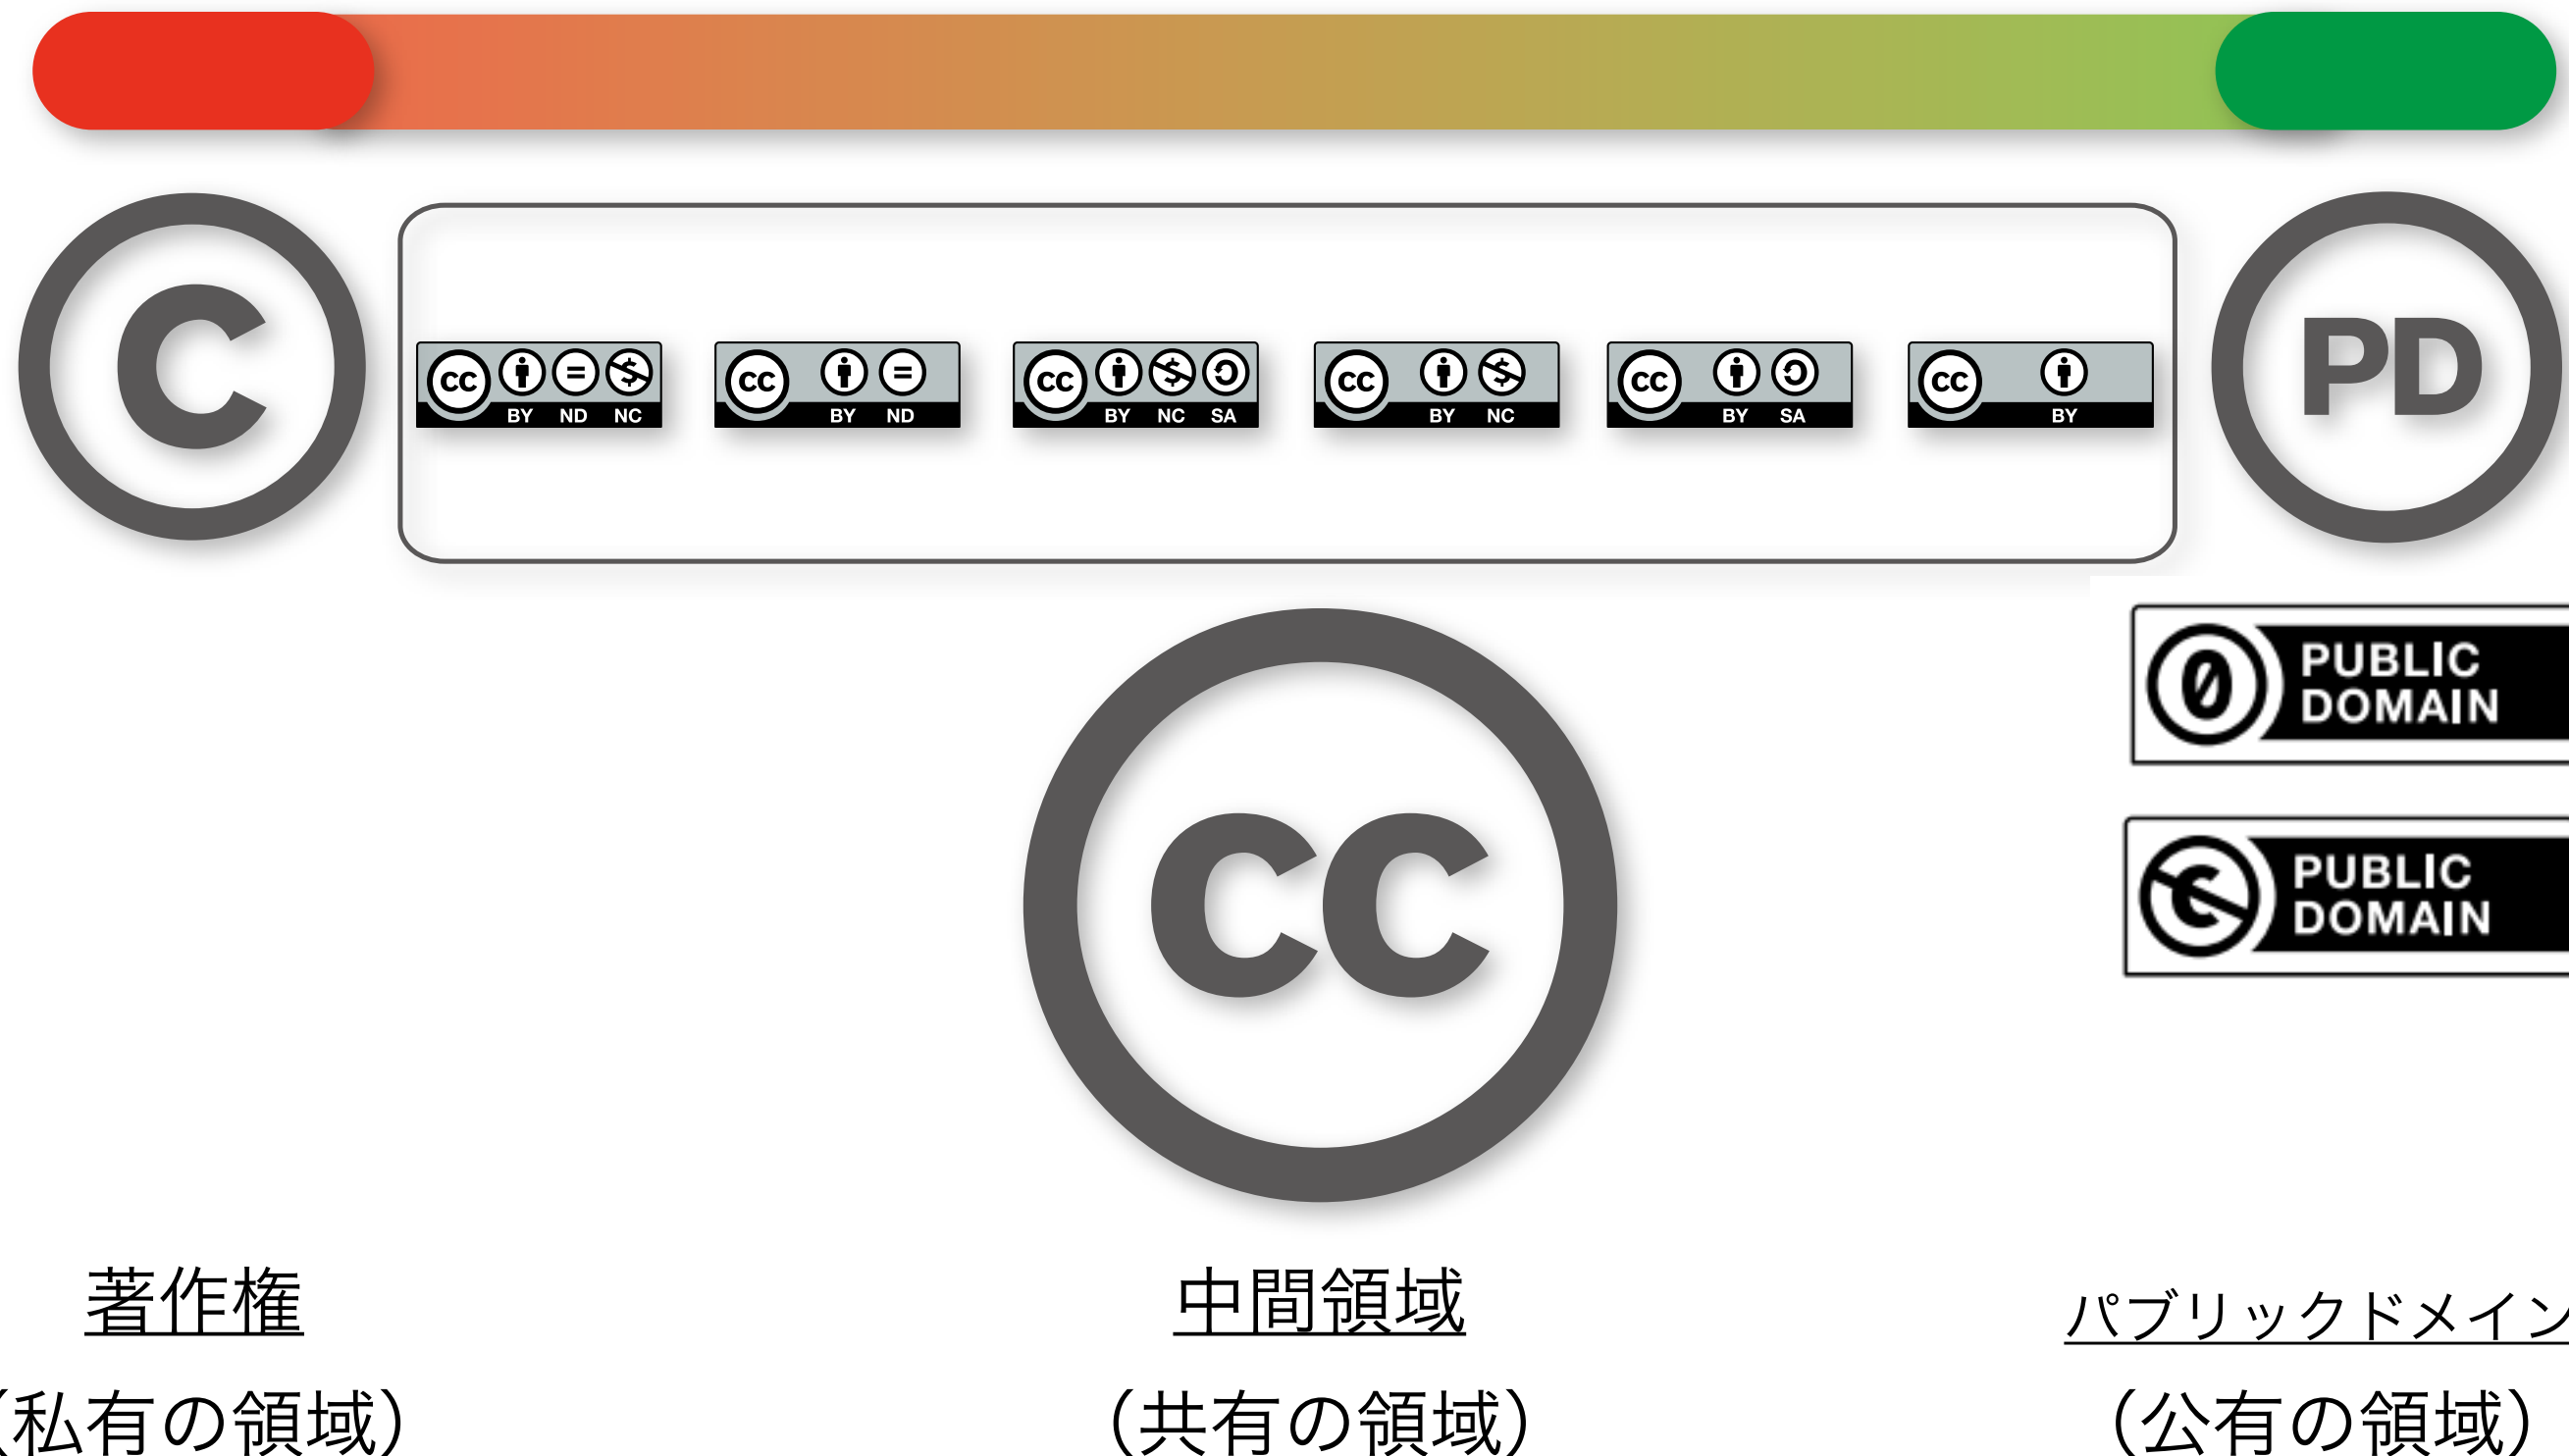 C
cc BY ND NC
cc BY ND
cc BY NC SA
cc BY NC
cc BY SA
cc BY
PD
0 PUBLIC
DOMAIN
C PUBLIC
DOMAIN
cc
著作権
中間領域
パブリックドメイン
（私有の領域）
（共有の領域）
（公有の領域）